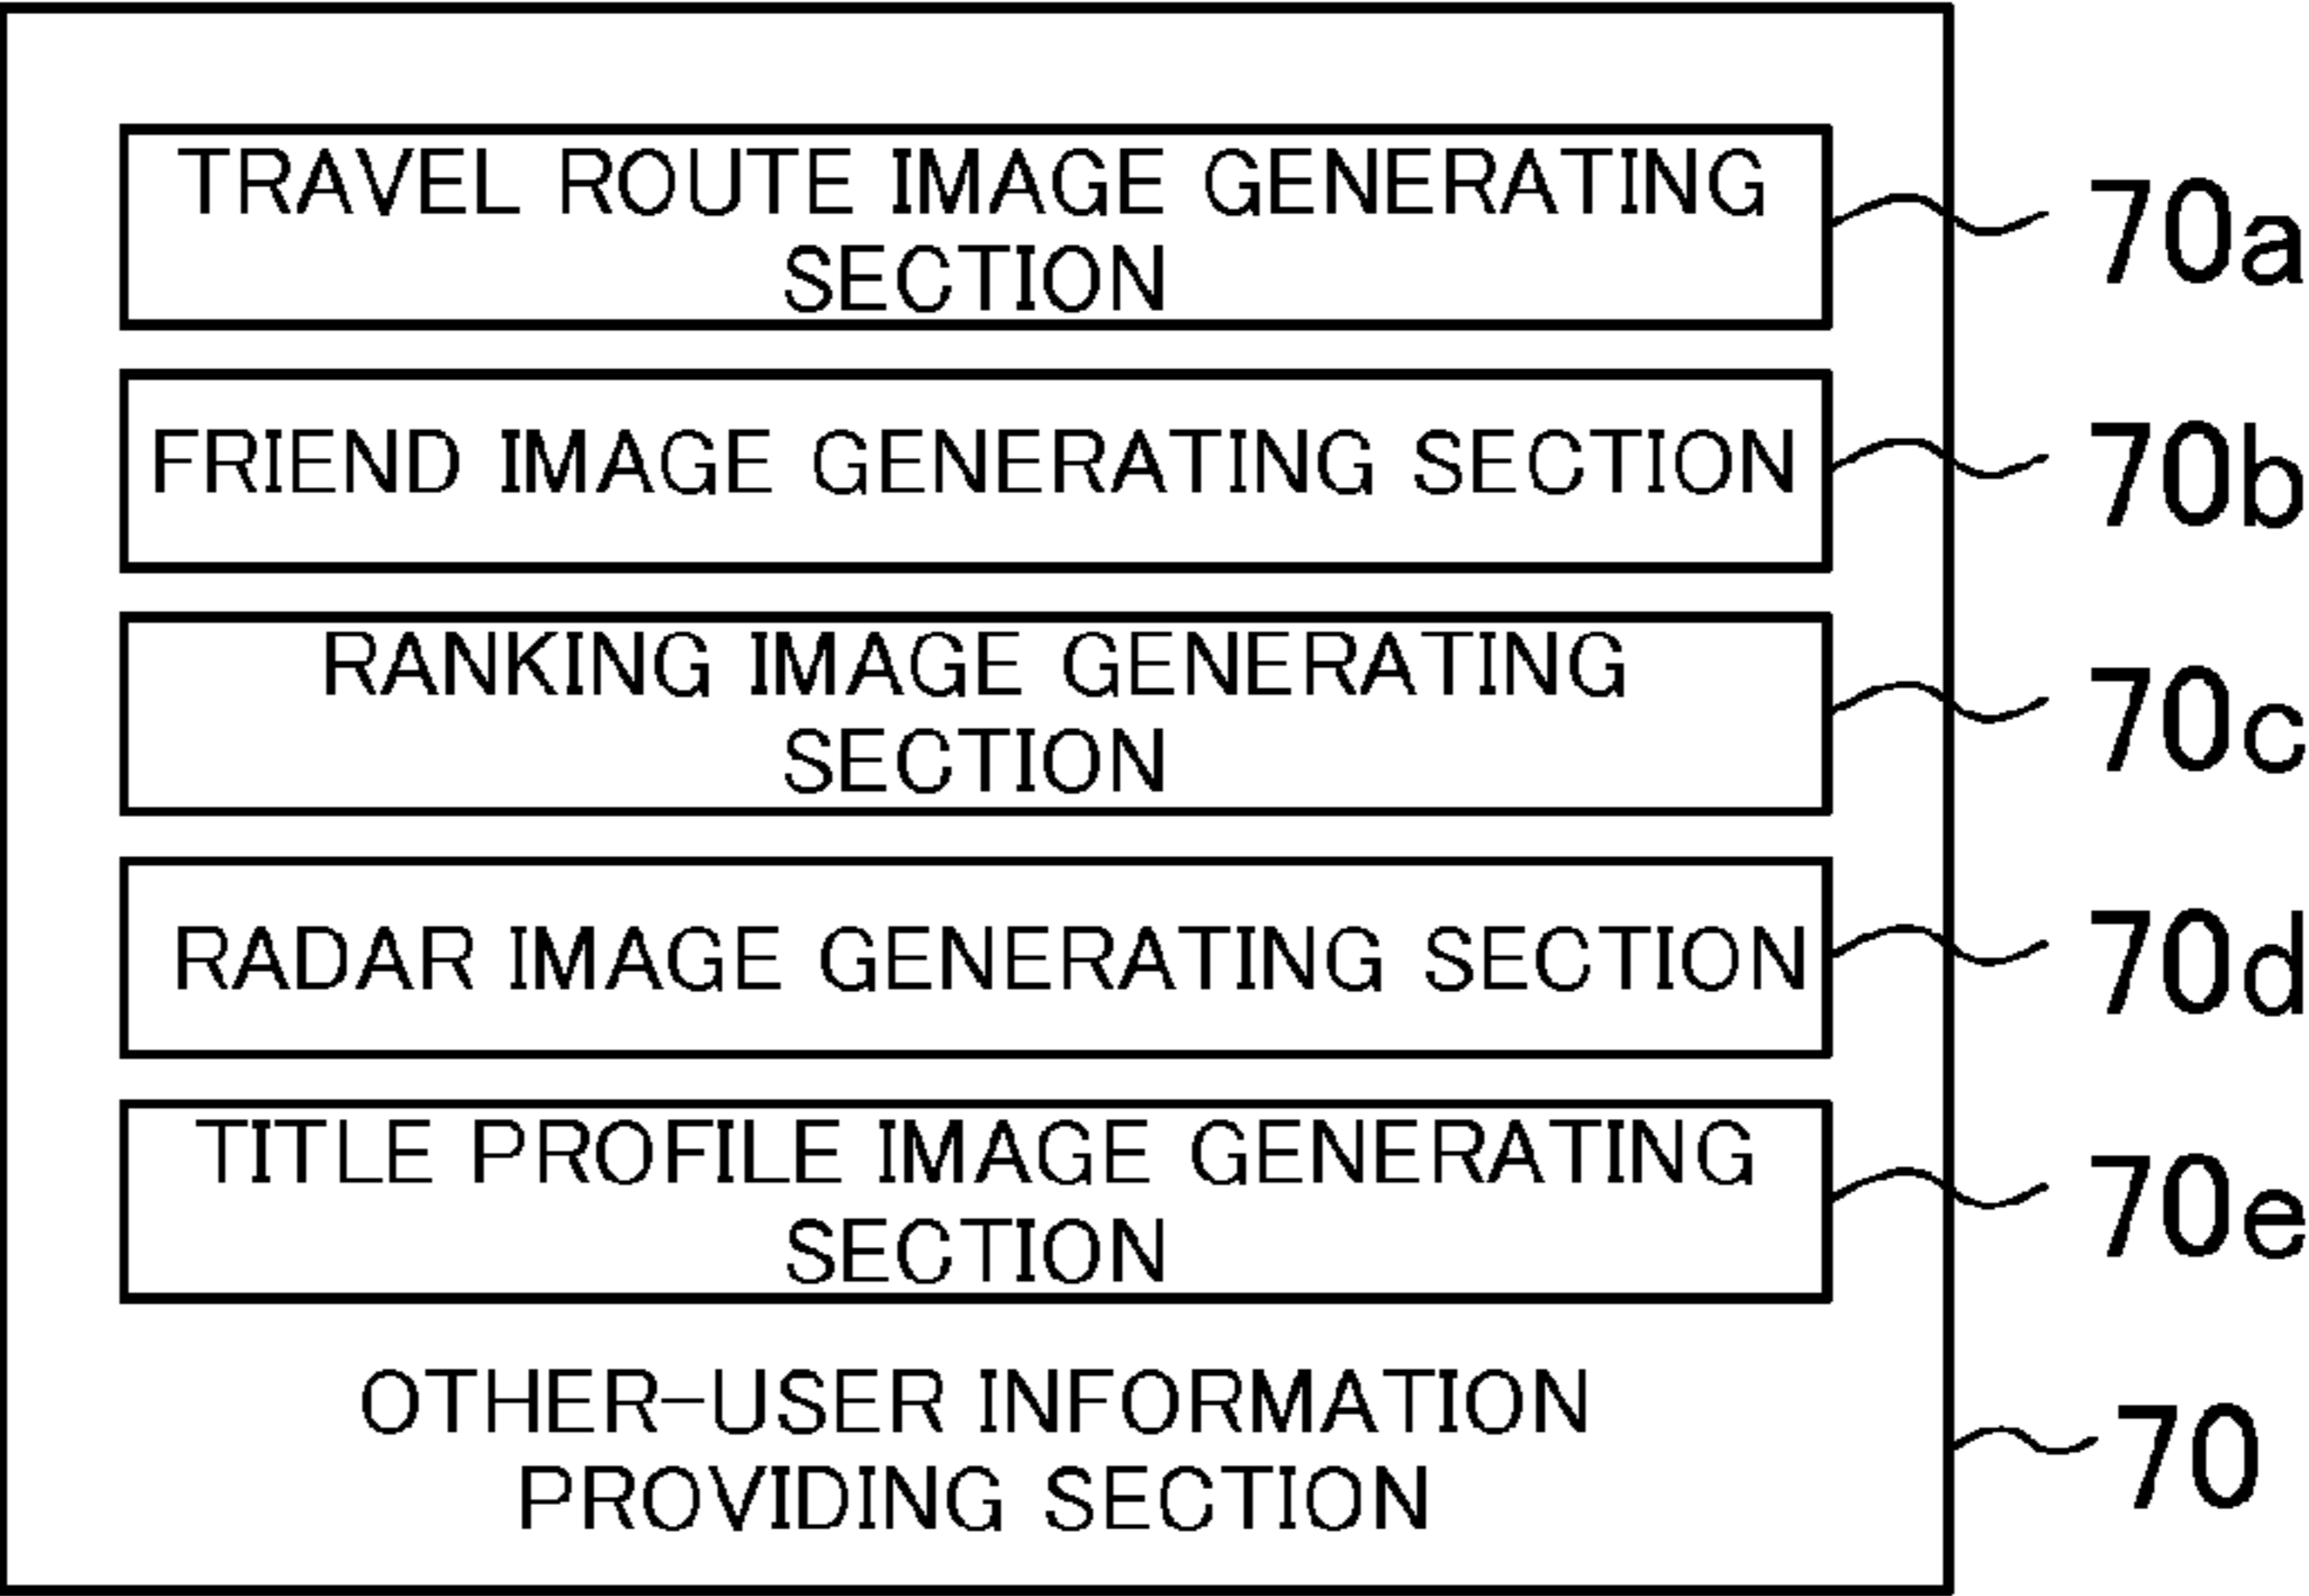 TRAVEL ROUTE IMAGE GENERATING
SECTION
70a
FRIEND IMAGE GENERATING SECTION
70b
RANKING IMAGE GENERATING
SECTION
70c
RADAR IMAGE GENERATING SECTION
70d
TITLE PROFILE IMAGE GENERATING
SECTION
70e
OTHER-USER INFORMATION
PROVIDING SECTION
70